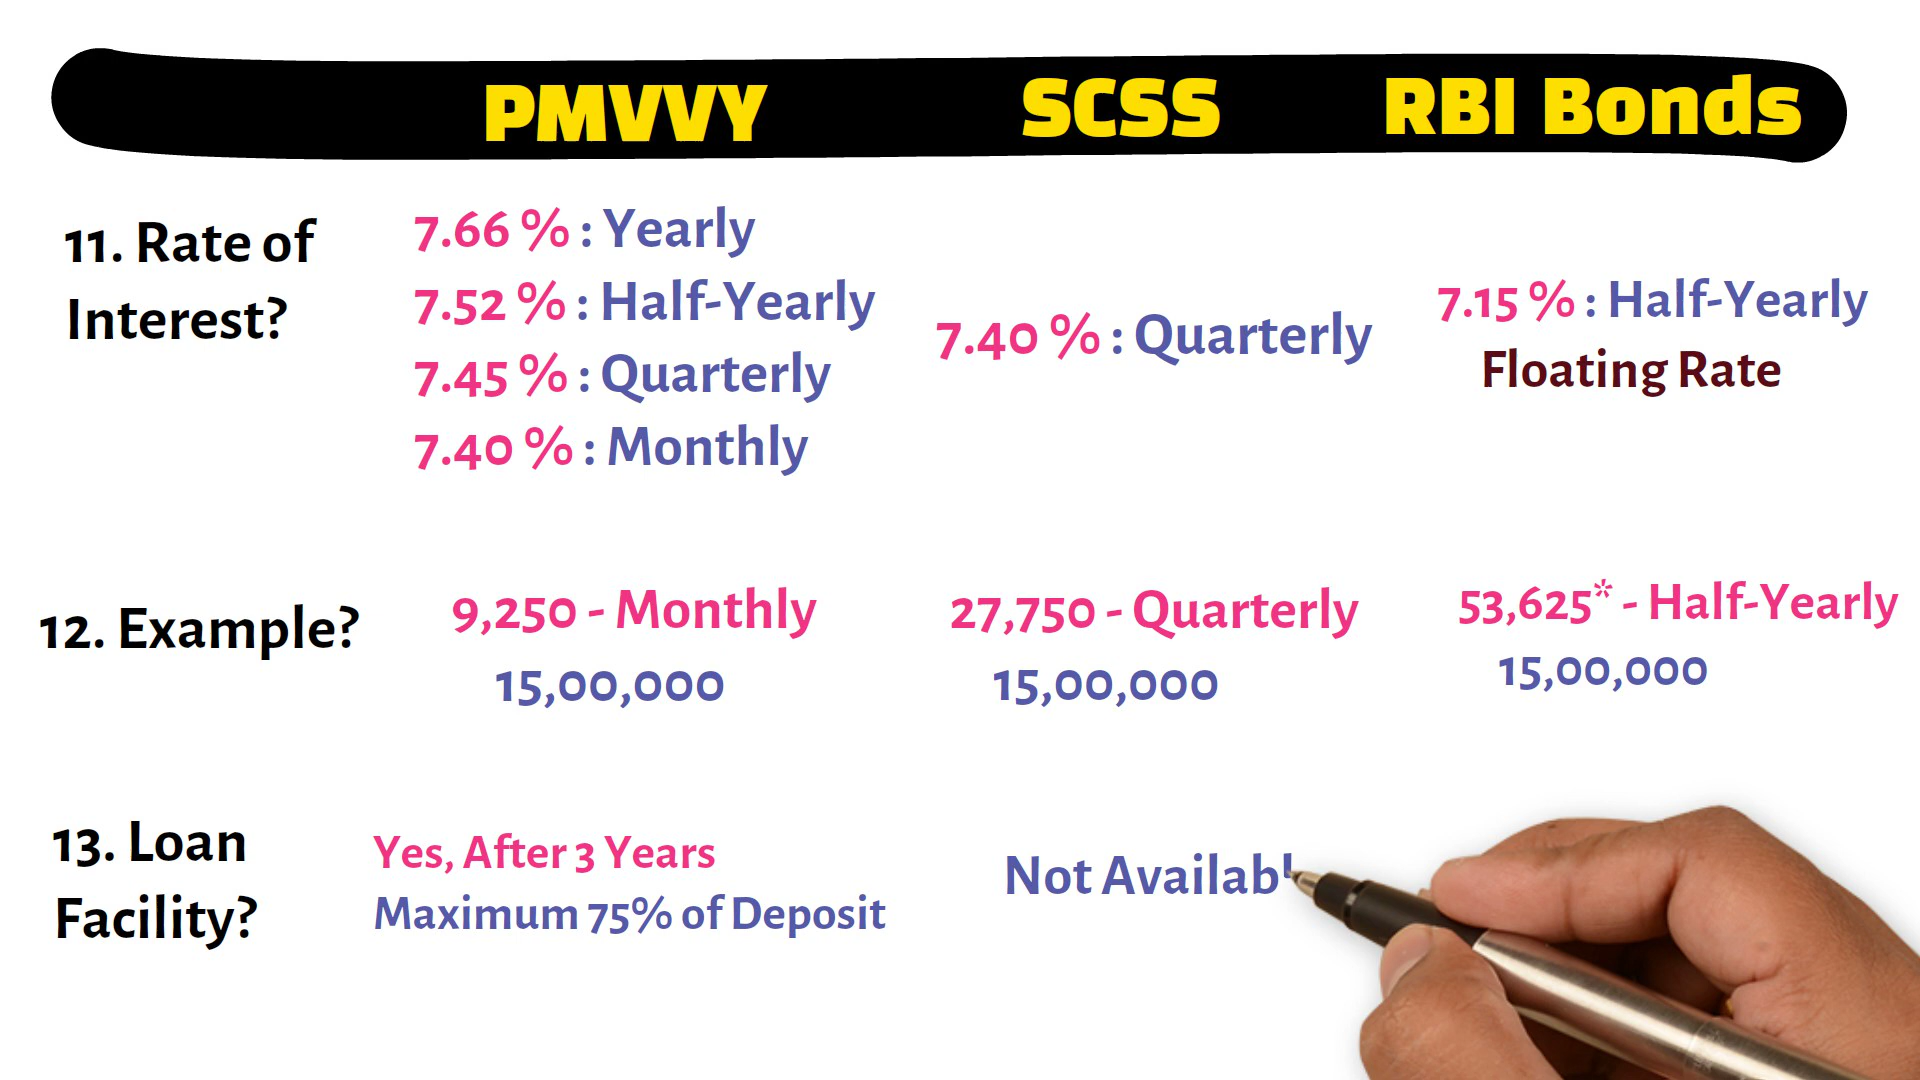 PMVVY SCSS RBI Bonds
11. Rate of
Interest?
7.66 % : Yearly
7.52 % : Half-Yearly
7.45 % : Quarterly
7.40 % : Monthly
7.40 % : Quarterly
7.15 % : Half-Yearly
Floating Rate
12. Example?
9,250 - Monthly
15,00,000
27,750 - Quarterly
15,00,000
53,625* - Half-Yearly
15,00,000
13. Loan
Facility?
Yes, After 3 Years
Maximum 75% of Deposit
Not